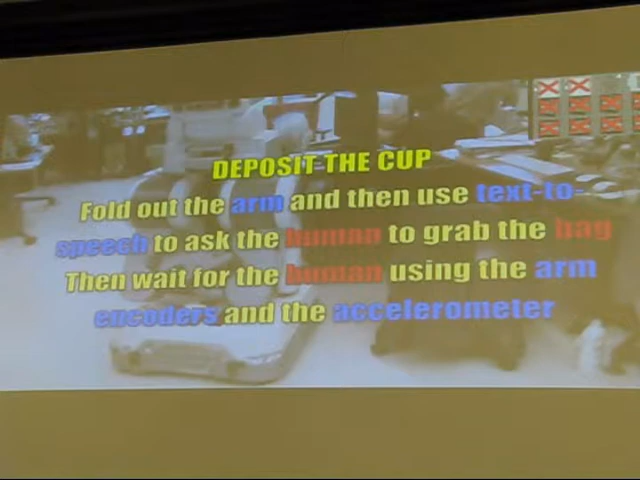 DEPOSIT THE CUP
Fold out the arm and then use text-to-
speech to ask the human to grab the bag
Then wait for the human using the arm
encoders and the accelerometer